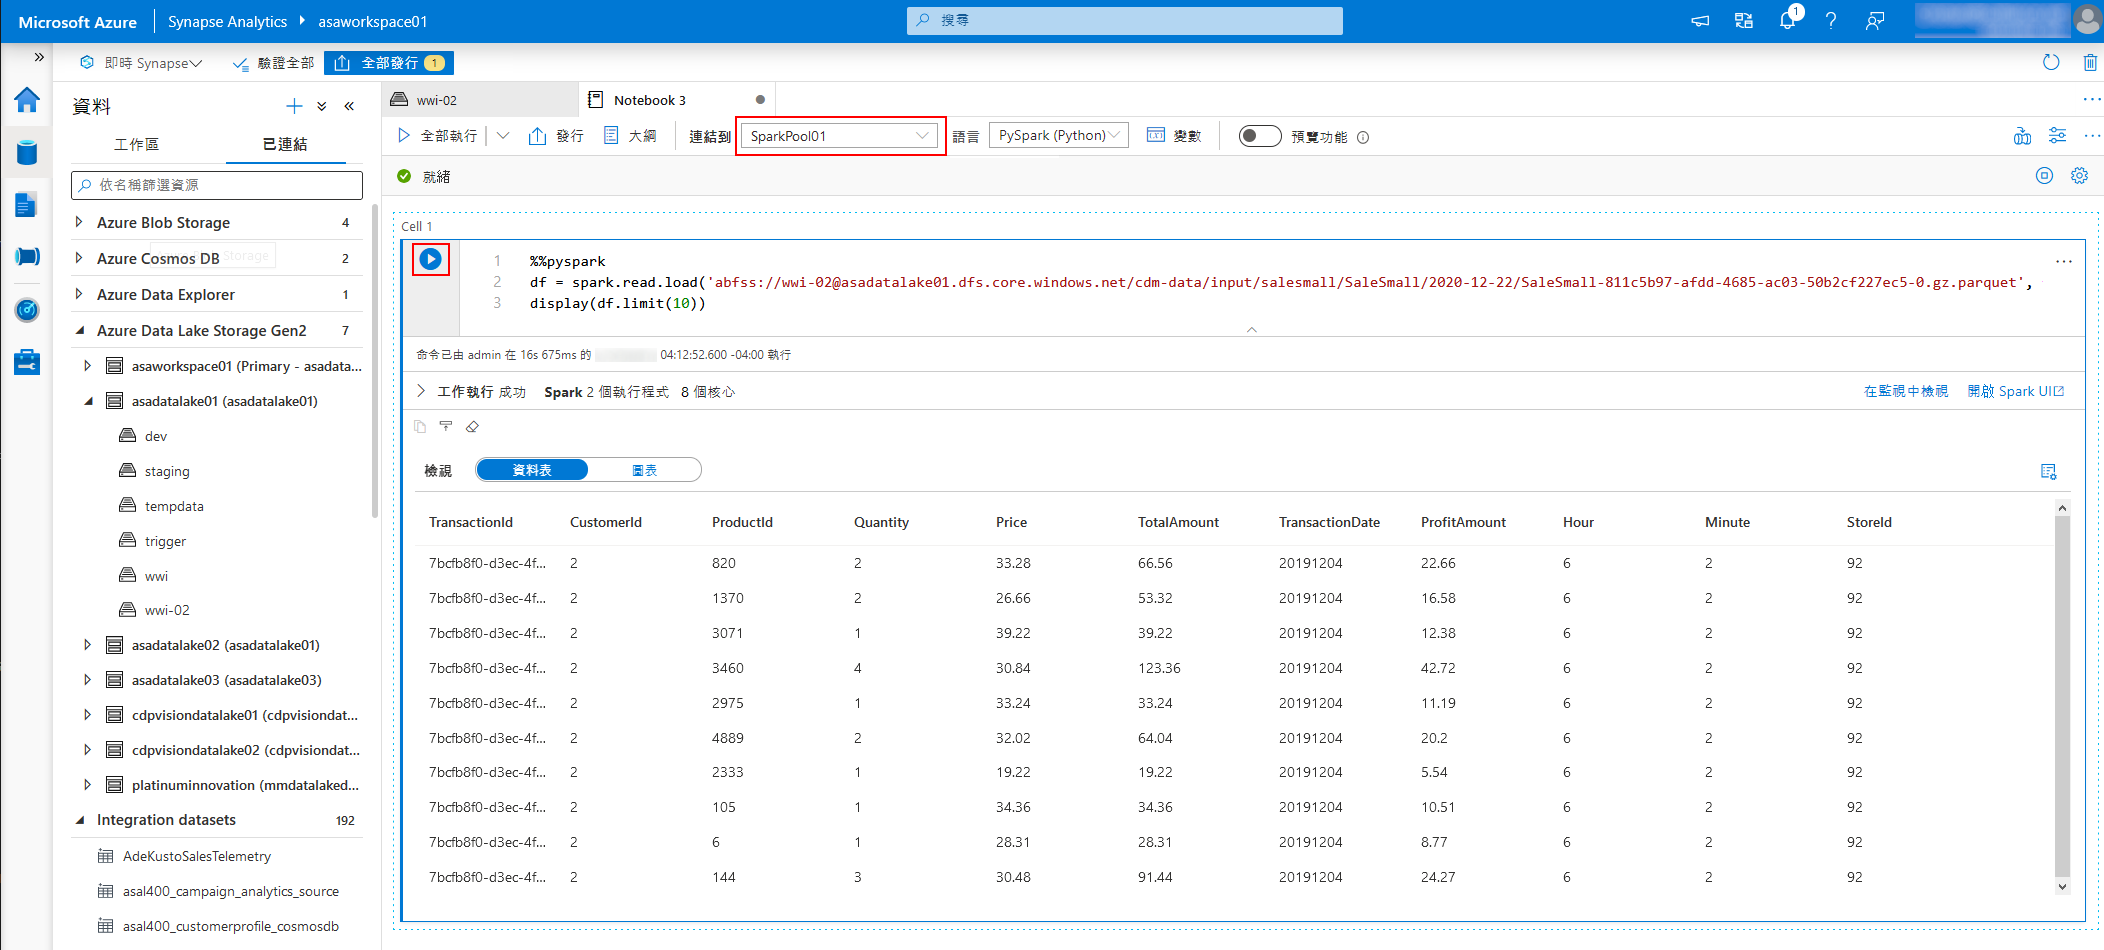 Microsoft Azure Synapse Analytics asaworkspace01 搜尋 1
即時 Synapse 驗證全部 全部發行 1
資料
工作區 已連結
依名稱篩選資源
Azure Blob Storage 4
Azure Cosmos DB 2
Storage
Azure Data Explorer 1
Azure Data Lake Storage Gen2 7
asaworkspace01 (Primary - asadata...
asadatalake01 (asadatalake01)
dev
staging
tempdata
trigger
wwi
wwi-02
asadatalake02 (asadatalake01)
asadatalake03 (asadatalake03)
cdpvisiondatalake01 (cdpvisiondat...
cdpvisiondatalake02 (cdpvisiondat...
platinuminnovation (mmdatalaked...
Integration datasets 192
AdeKustoSalesTelemetry
asal400_campaign_analytics_source
asal400_customerprofile_cosmosdb
wwi-02 Notebook 3
全部執行 發行 大綱 連結到 SparkPool01 語言 PySpark (Python) 變數 預覽功能
就緒
Cell 1
1 %%pyspark
2 df = spark.read.load('abfss://wwi-02@asadatalake01.dfs.core.windows.net/cdm-data/input/salesmall/SaleSmall/2020-12-22/SaleSmall-811c5b97-afdd-4685-ac03-50b2cf227ec5-0.gz.parquet',
3 display(df.limit(10))
命令已由 admin 在 16s 675ms 的 04:12:52.600 -04:00 執行
工作執行 成功 Spark 2 個執行程式 8 個核心 在監視中檢視 開啟 Spark UI
檢視 資料表 圖表
TransactionId CustomerId ProductId Quantity Price TotalAmount TransactionDate ProfitAmount Hour Minute StoreId
7bcfb8f0-d3ec-4f... 2 820 2 33.28 66.56 20191204 22.66 6 2 92
7bcfb8f0-d3ec-4f... 2 1370 2 26.66 53.32 20191204 16.58 6 2 92
7bcfb8f0-d3ec-4f... 2 3071 1 39.22 39.22 20191204 12.38 6 2 92
7bcfb8f0-d3ec-4f... 2 3460 4 30.84 123.36 20191204 42.72 6 2 92
7bcfb8f0-d3ec-4f... 2 2975 1 33.24 33.24 20191204 11.19 6 2 92
7bcfb8f0-d3ec-4f... 2 4889 2 32.02 64.04 20191204 20.2 6 2 92
7bcfb8f0-d3ec-4f... 2 2333 1 19.22 19.22 20191204 5.54 6 2 92
7bcfb8f0-d3ec-4f... 2 105 1 34.36 34.36 20191204 10.51 6 2 92
7bcfb8f0-d3ec-4f... 2 6 1 28.31 28.31 20191204 8.77 6 2 92
7bcfb8f0-d3ec-4f... 2 144 3 30.48 91.44 20191204 24.27 6 2 92